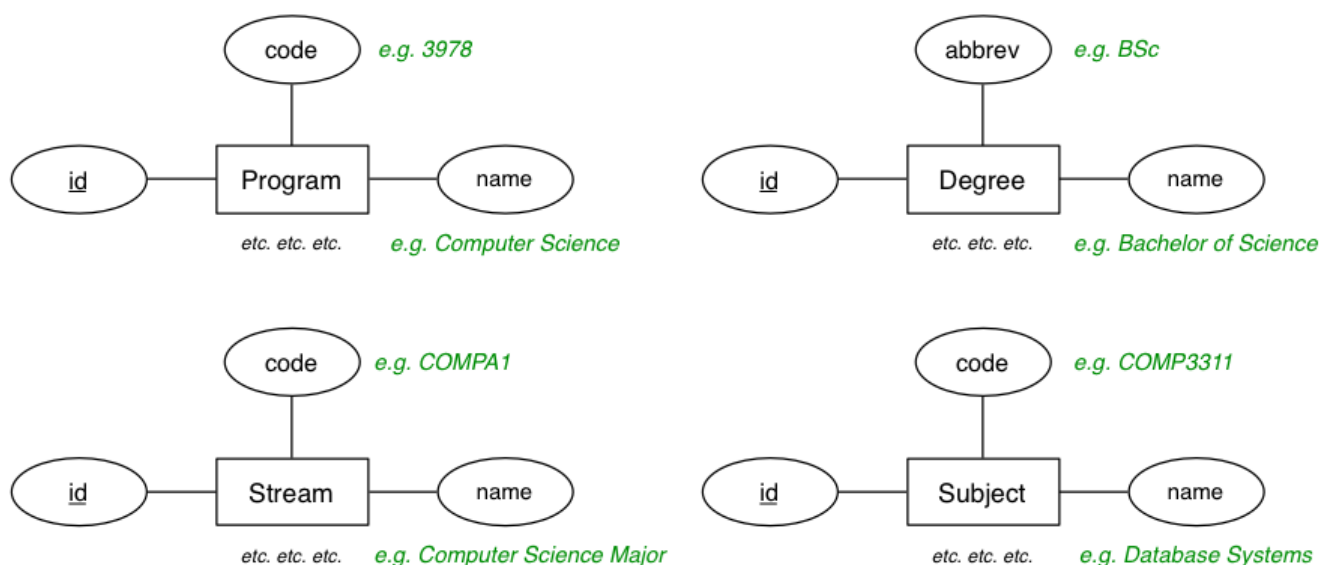 code e.g. 3978
id Program name
etc. etc. etc. e.g. Computer Science
abbrev e.g. BSc
id Degree name
etc. etc. etc. e.g. Bachelor of Science
code e.g. COMPA1
id Stream name
etc. etc. etc. e.g. Computer Science Major
code e.g. COMP3311
id Subject name
etc. etc. etc. e.g. Database Systems